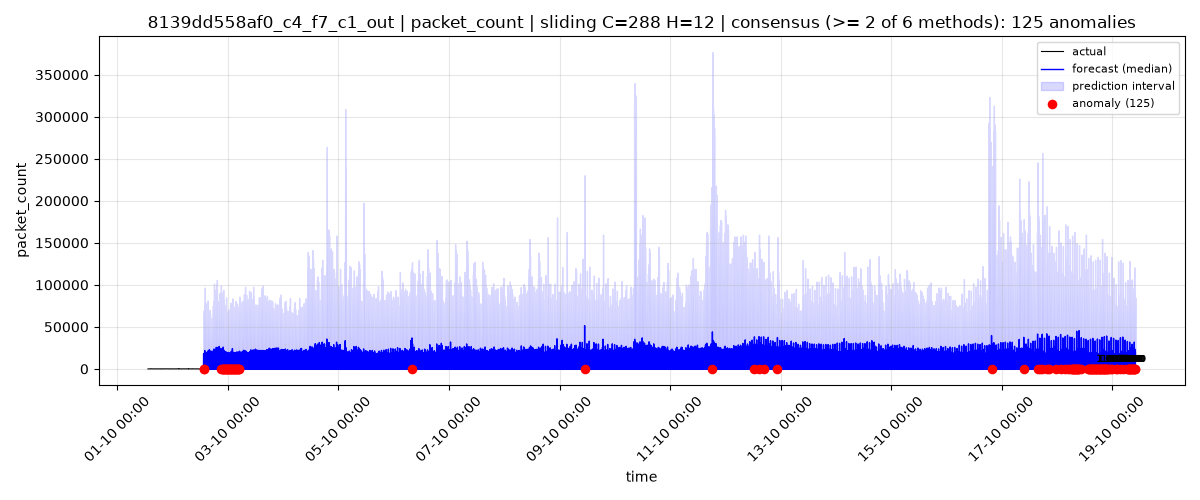 8139dd558af0_c4_f7_c1_out | packet_count | sliding C=288 H=12 | consensus (>= 2 of 6 methods): 125 anomalies
actual
forecast (median)
prediction interval
anomaly (125)
packet_count
350000
300000
250000
200000
150000
100000
50000
0
01-10 00:00
03-10 00:00
05-10 00:00
07-10 00:00
09-10 00:00
11-10 00:00
13-10 00:00
15-10 00:00
17-10 00:00
19-10 00:00
time